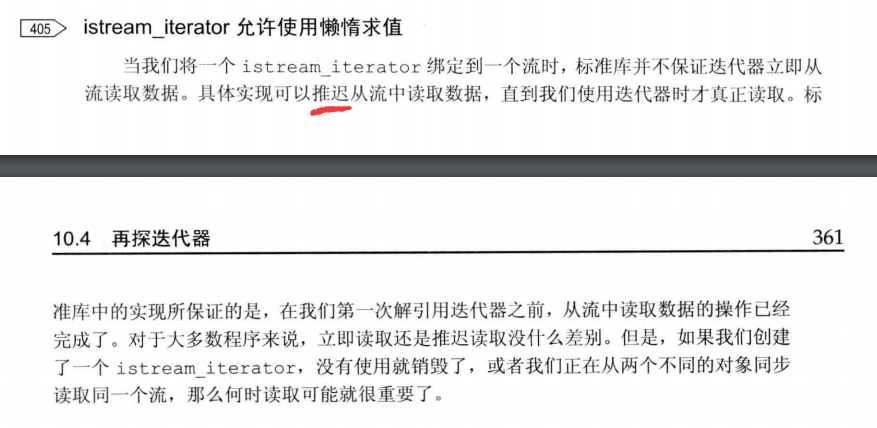 405 istream_iterator 允许使用懒惰求值
当我们将一个 istream_iterator 绑定到一个流时，标准库并不保证迭代器立即从
流读取数据。具体实现可以推迟从流中读取数据，直到我们使用迭代器时才真正读取。标
10.4 再探迭代器 361
准库中的实现所保证的是，在我们第一次解引用迭代器之前，从流中读取数据的操作已经
完成了。对于大多数程序来说，立即读取还是推迟读取没什么差别。但是，如果我们创建
了一个 istream_iterator，没有使用就销毁了，或者我们正在从两个不同的对象同步
读取同一个流，那么何时读取可能就很重要了。